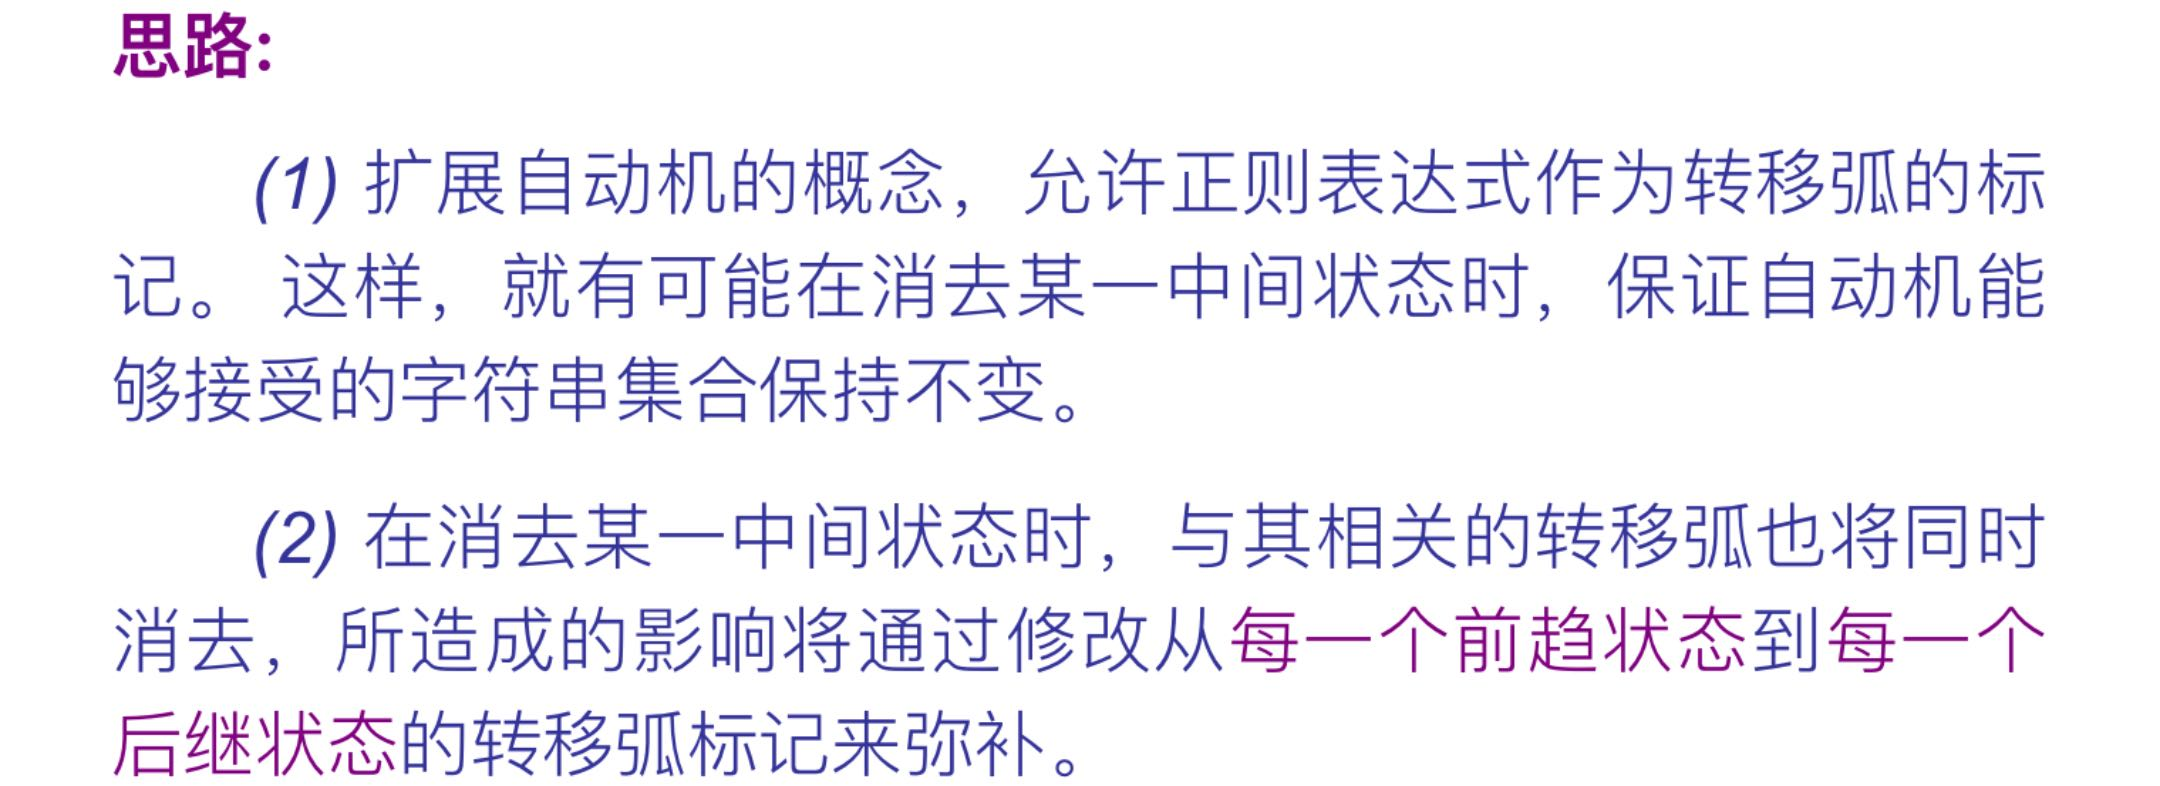 思路:
(1) 扩展自动机的概念，允许正则表达式作为转移弧的标
记。 这样，就有可能在消去某一中间状态时，保证自动机能
够接受的字符串集合保持不变。
(2) 在消去某一中间状态时，与其相关的转移弧也将同时
消去，所造成的影响将通过修改从每一个前趋状态到每一个
后继状态的转移弧标记来弥补。